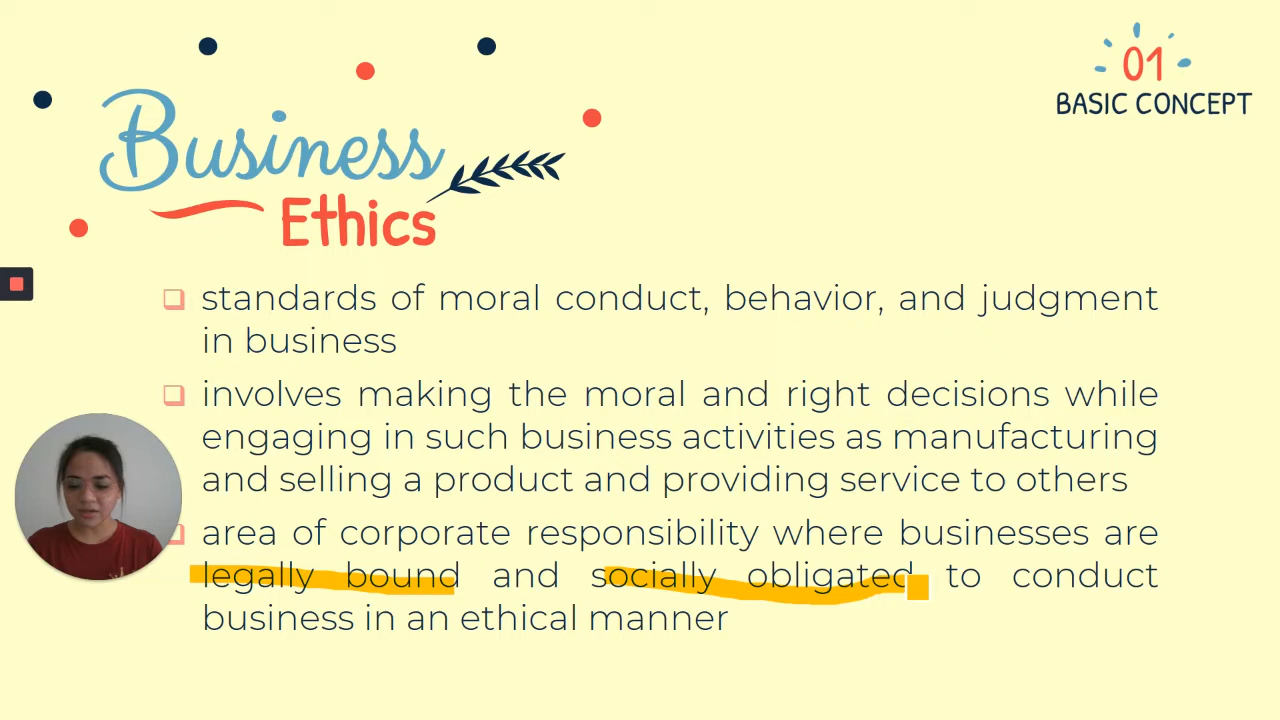 01
BASIC CONCEPT
Business
Ethics
standards of moral conduct, behavior, and judgment
in business
involves making the moral and right decisions while
engaging in such business activities as manufacturing
and selling a product and providing service to others
area of corporate responsibility where businesses are
legally bound and socially obligated to conduct
business in an ethical manner